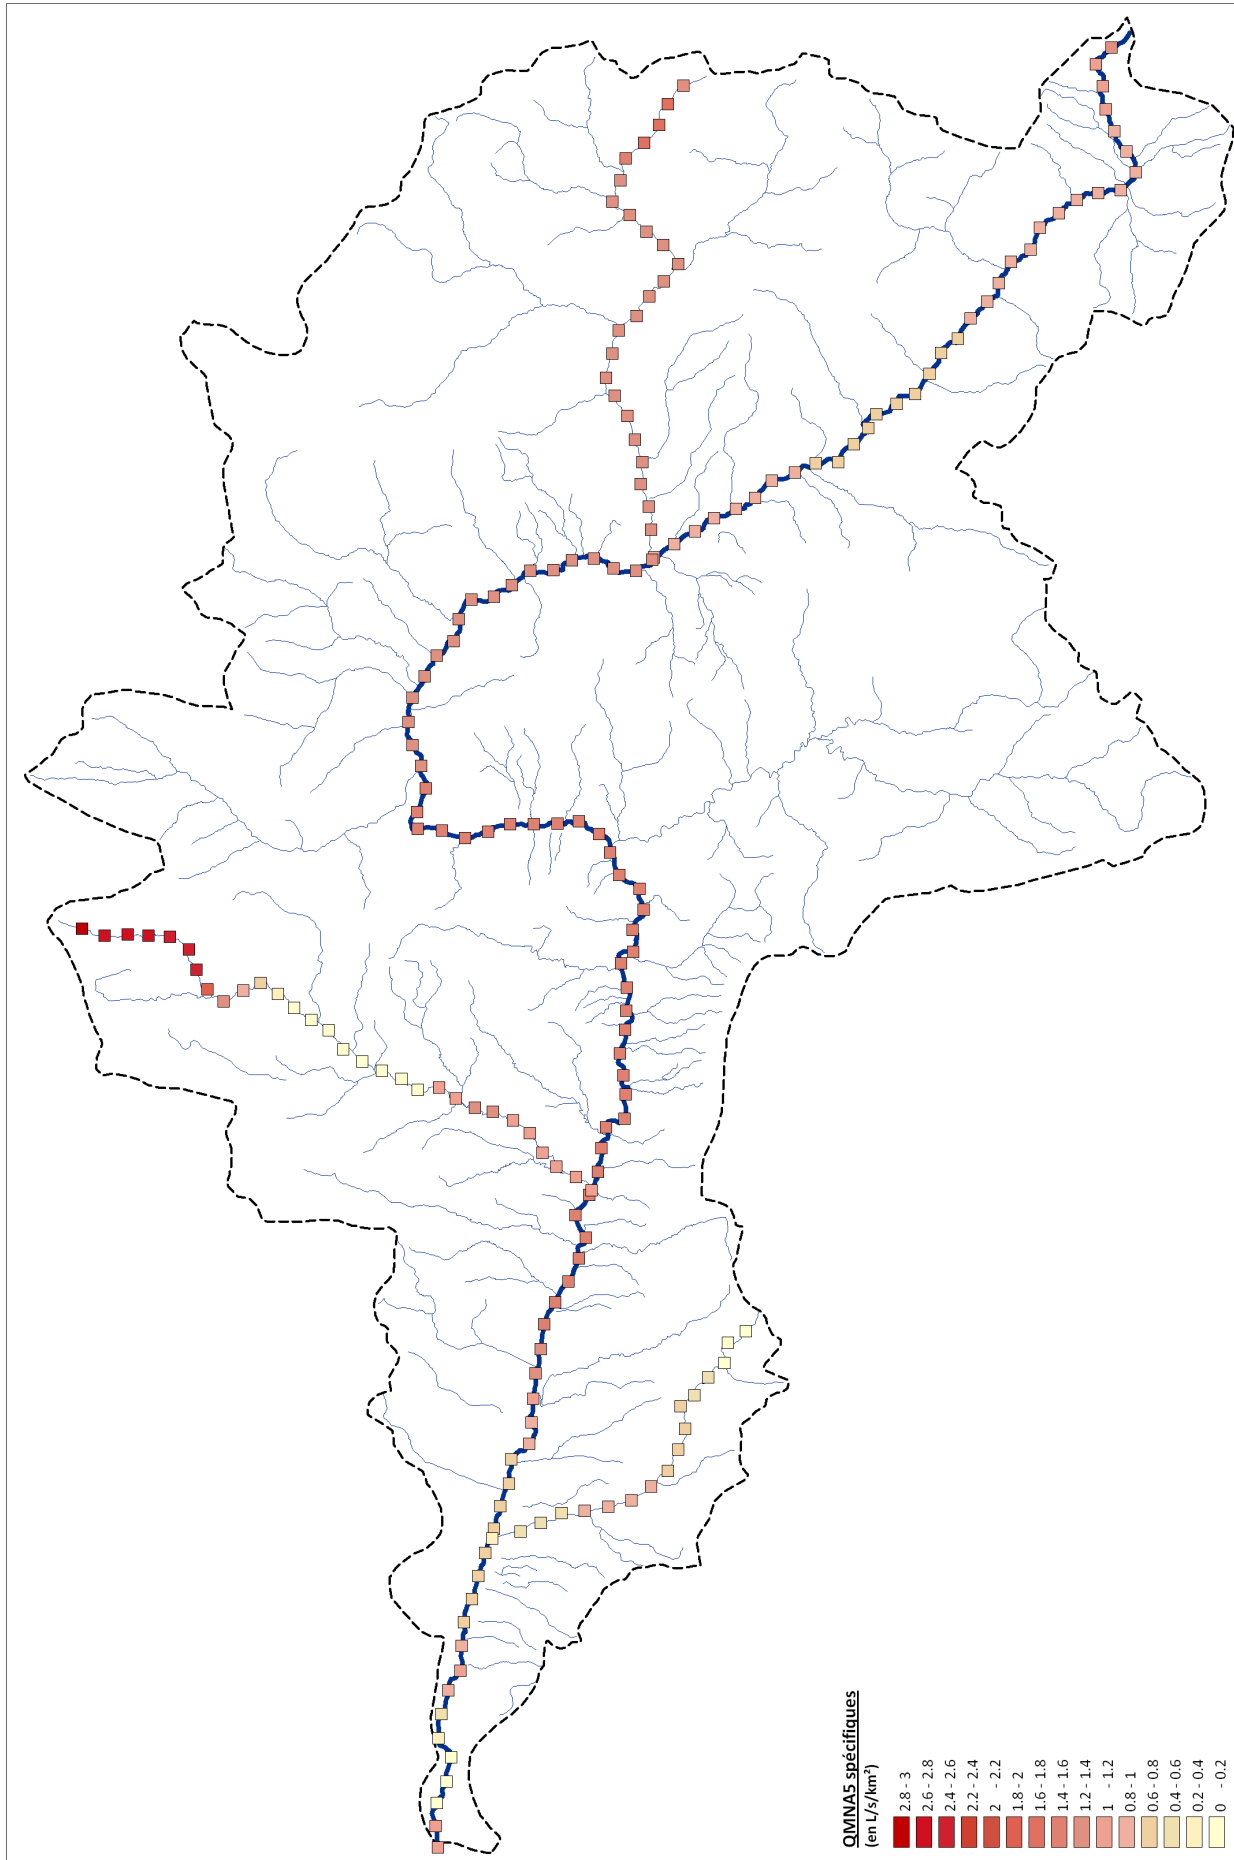 QMNA5 spécifiques
(en L/s/km²)
2.8 - 3
2.6 - 2.8
2.4 - 2.6
2.2 - 2.4
2 - 2.2
1.8 - 2
1.6 - 1.8
1.4 - 1.6
1.2 - 1.4
1 - 1.2
0.8 - 1
0.6 - 0.8
0.4 - 0.6
0.2 - 0.4
0 - 0.2